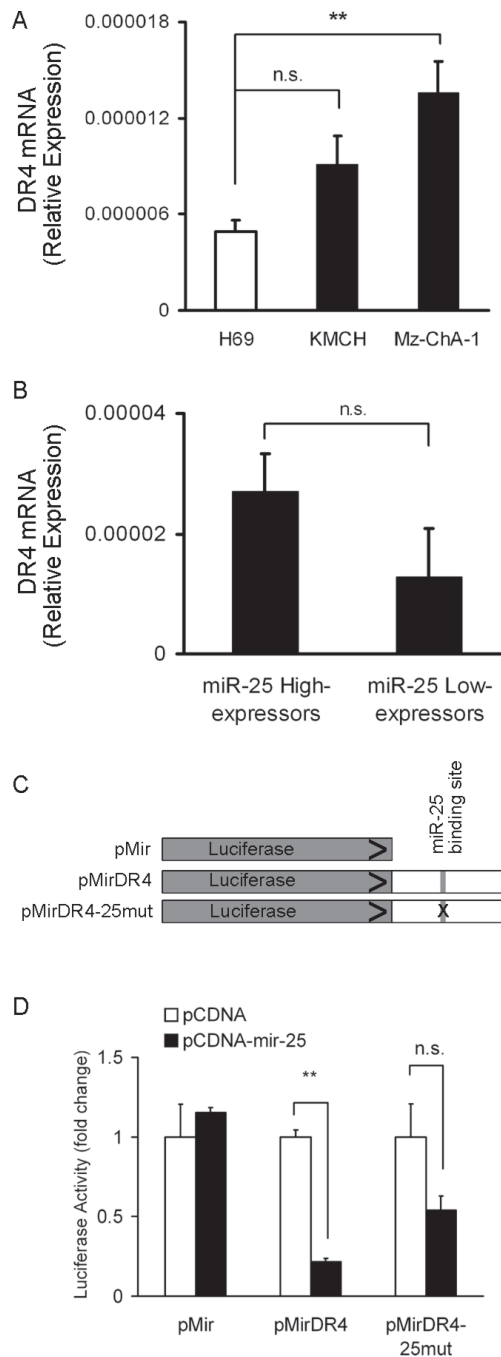 A
DR4 mRNA
(Relative Expression)
0.000018
0.000012
0.000006
0
**
n.s.
H69 KMCH Mz-ChA-1
B
DR4 mRNA
(Relative Expression)
0.00004
0.00002
0
n.s.
miR-25 High-
expressors
miR-25 Low-
expressors
C
miR-25
binding site
pMir Luciferase >
pMirDR4 Luciferase >
pMirDR4-25mut Luciferase > X
D
pCDNA
pCDNA-mir-25
Luciferase Activity (fold change)
1.5
1
0.5
0
**
n.s.
pMir pMirDR4 pMirDR4-
25mut